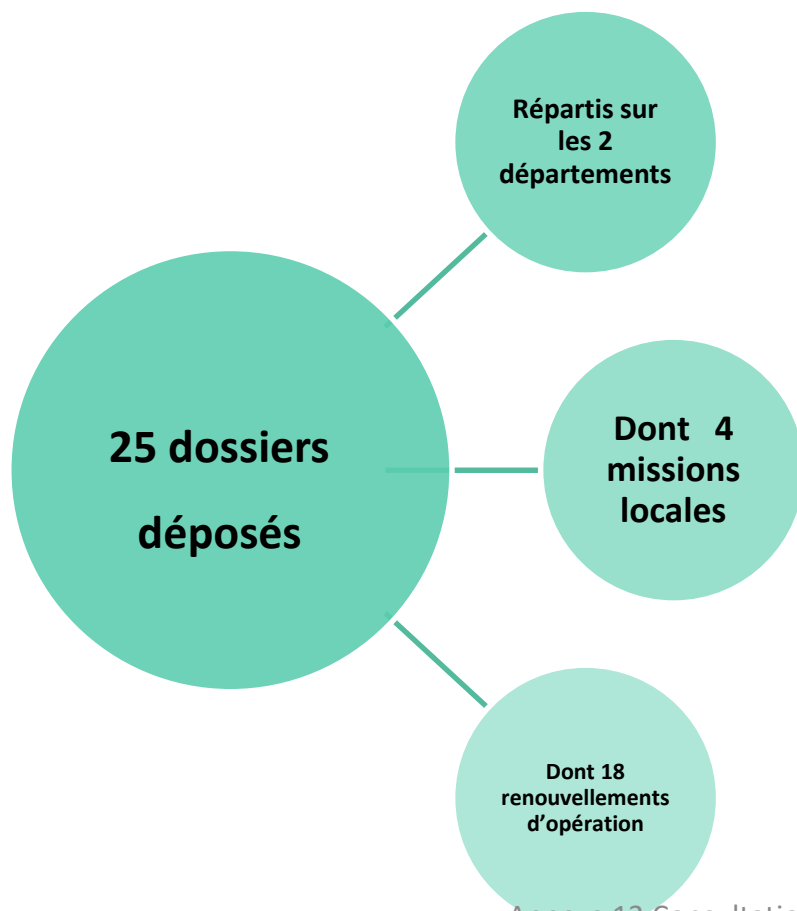 Répartis sur
les 2
départements
25 dossiers
déposés
Dont 4
missions
locales
Dont 18
renouvellements
d’opération